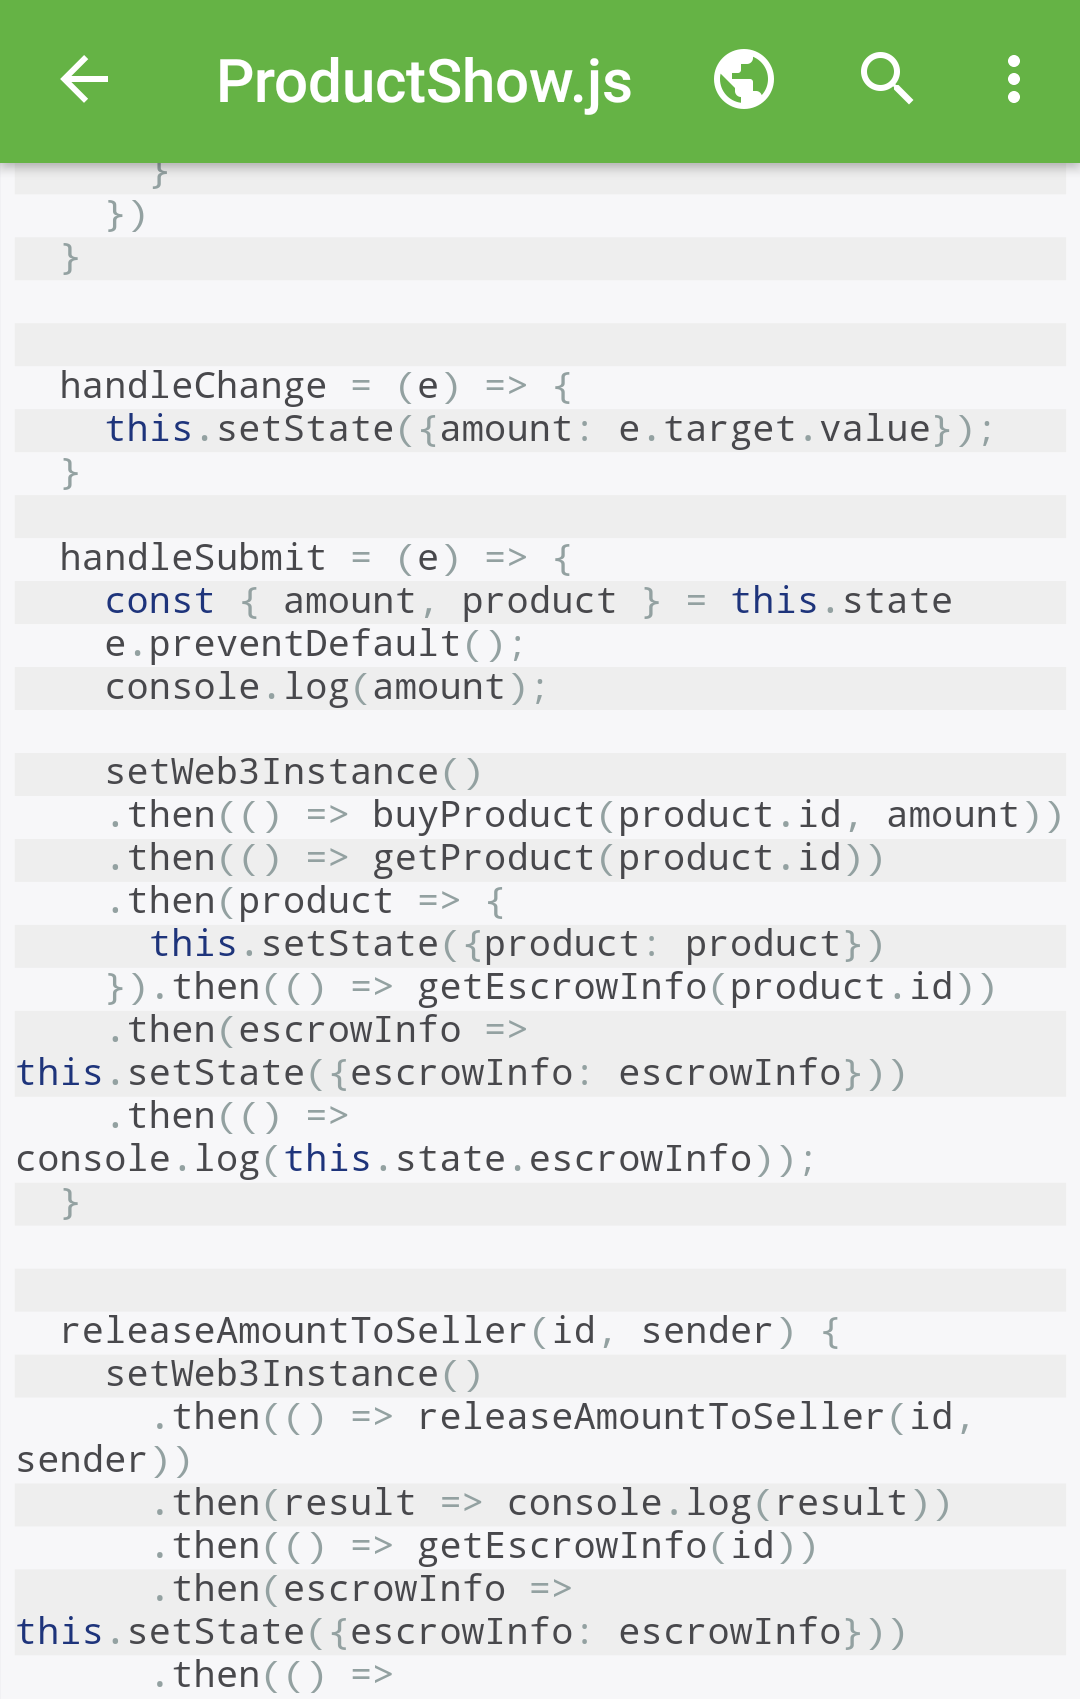 ProductShow.js
}
})
}
handleChange = (e) => {
this.setState({amount: e.target.value});
}
handleSubmit = (e) => {
const { amount, product } = this.state
e.preventDefault();
console.log(amount);
setWeb3Instance()
.then(() => buyProduct(product.id, amount))
.then(() => getProduct(product.id))
.then(product => {
this.setState({product: product})
}).then(() => getEscrowInfo(product.id))
.then(escrowInfo =>
this.setState({escrowInfo: escrowInfo}))
.then(() =>
console.log(this.state.escrowInfo));
}
releaseAmountToSeller(id, sender) {
setWeb3Instance()
.then(() => releaseAmountToSeller(id,
sender))
.then(result => console.log(result))
.then(() => getEscrowInfo(id))
.then(escrowInfo =>
this.setState({escrowInfo: escrowInfo}))
.then(() =>